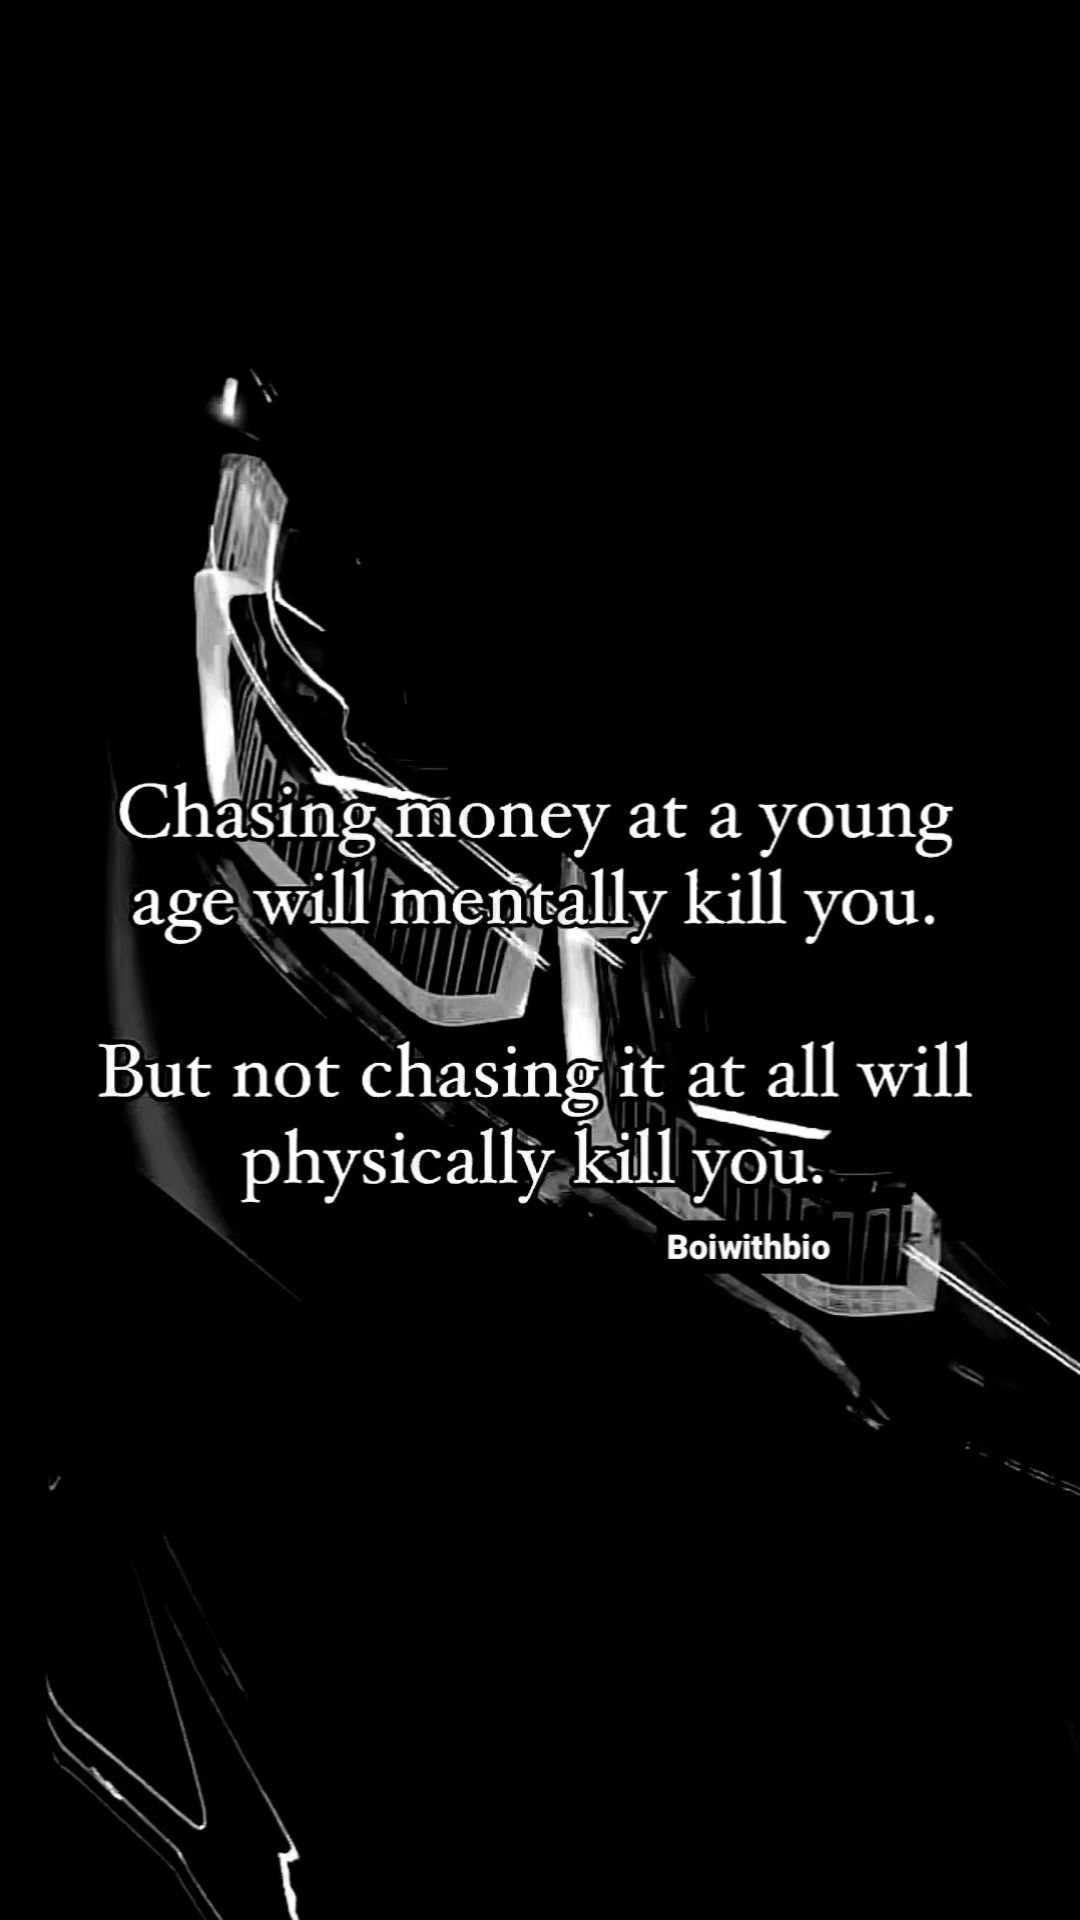 Chasing money at a young
age will mentally kill you.
But not chasing it at all will
physically kill you.
Boiwithbio